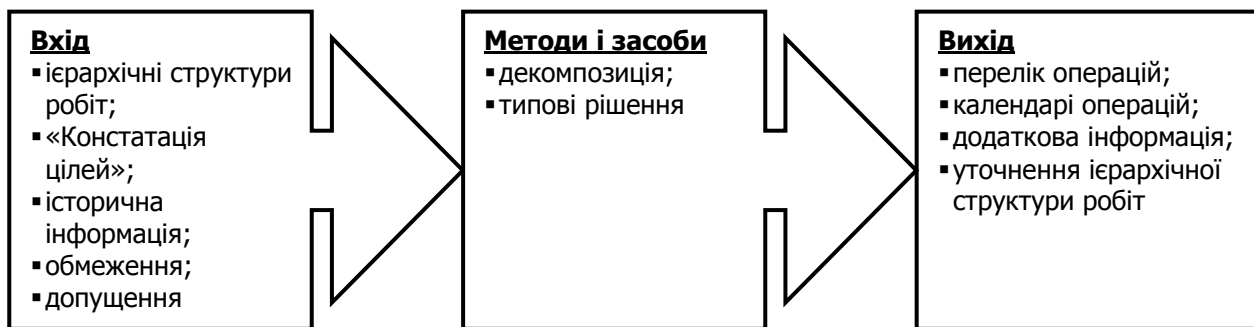 Вхід
▪ієрархічні структури
робіт;
▪«Констатація
цілей»;
▪історична
інформація;
▪обмеження;
▪допущення
Методи і засоби
▪декомпозиція;
▪типові рішення
Вихід
▪перелік операцій;
▪календарі операцій;
▪додаткова інформація;
▪уточнення ієрархічної
структури робіт